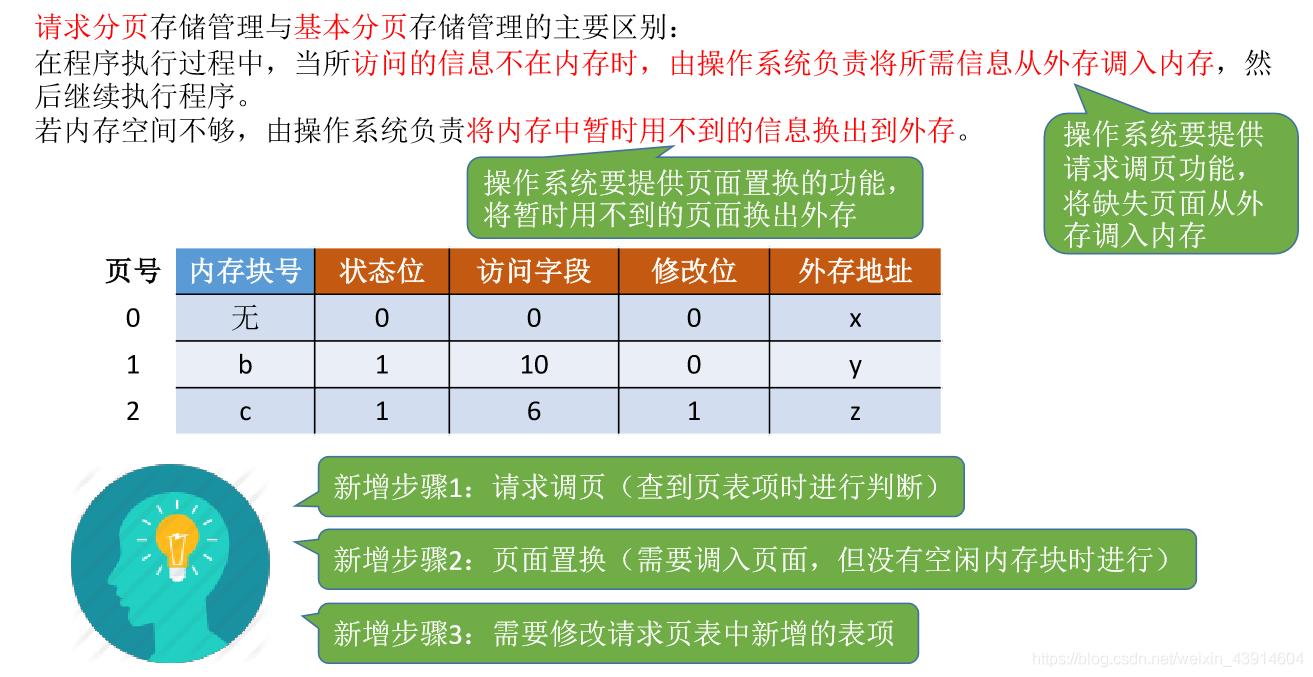 请求分页存储管理与基本分页存储管理的主要区别：
在程序执行过程中，当所访问的信息不在内存时，由操作系统负责将所需信息从外存调入内存，然
后继续执行程序。
若内存空间不够，由操作系统负责将内存中暂时用不到的信息换出到外存。
操作系统要提供
请求调页功能，
将缺失页面从外
存调入内存
操作系统要提供页面置换的功能，
将暂时用不到的页面换出外存
页号 内存块号 状态位 访问字段 修改位 外存地址
0 无 0 0 0 x
1 b 1 10 0 y
2 c 1 6 1 z
新增步骤1：请求调页（查到页表项时进行判断）
新增步骤2：页面置换（需要调入页面，但没有空闲内存块时进行）
新增步骤3：需要修改请求页表中新增的表项
https://blog.csdn.net/weixin_43914604